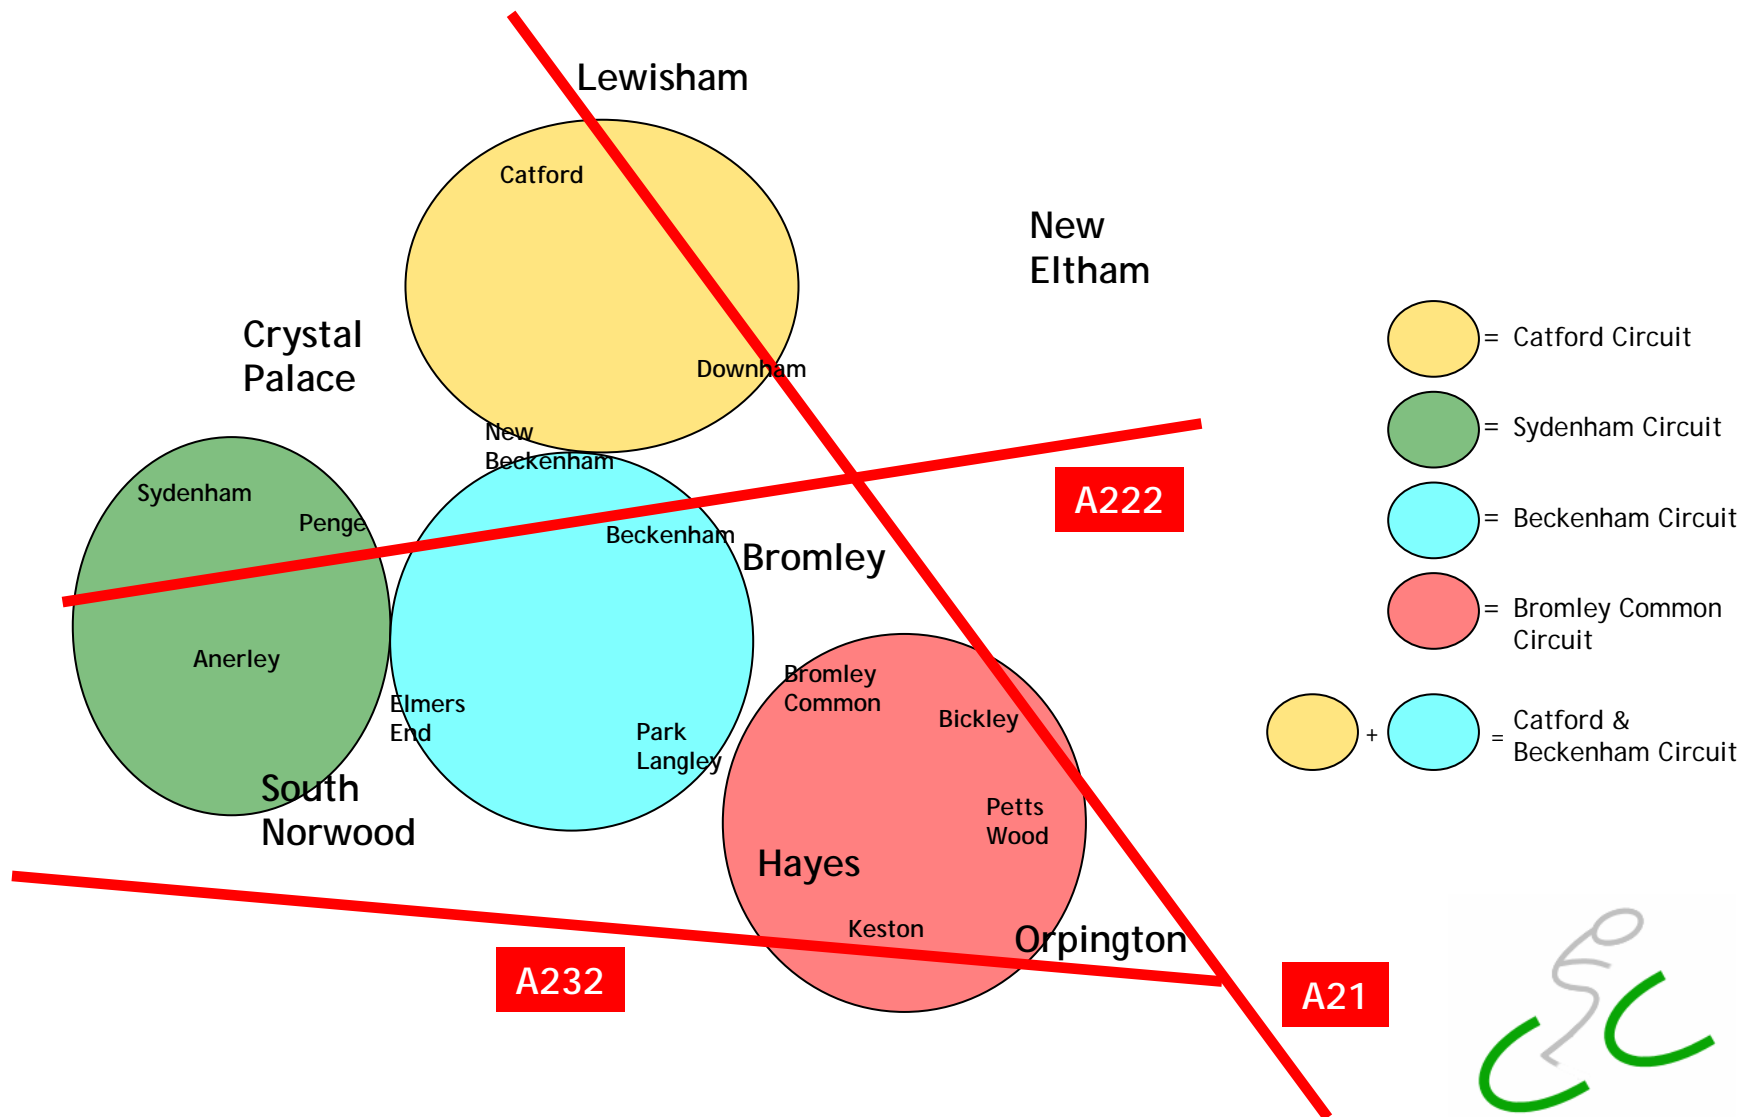 Lewisham
Catford
New
Eltham
Crystal
Palace
Downham
New
Beckenham
Sydenham
Penge
A222
Beckenham
Bromley
Anerley
Bromley
Common
Bickley
Elmers
End
Park
Langley
South
Norwood
Petts
Wood
Hayes
Keston
Orpington
A232
A21
= Catford Circuit
= Sydenham Circuit
= Beckenham Circuit
= Bromley Common
Circuit
+ = Catford &
Beckenham Circuit